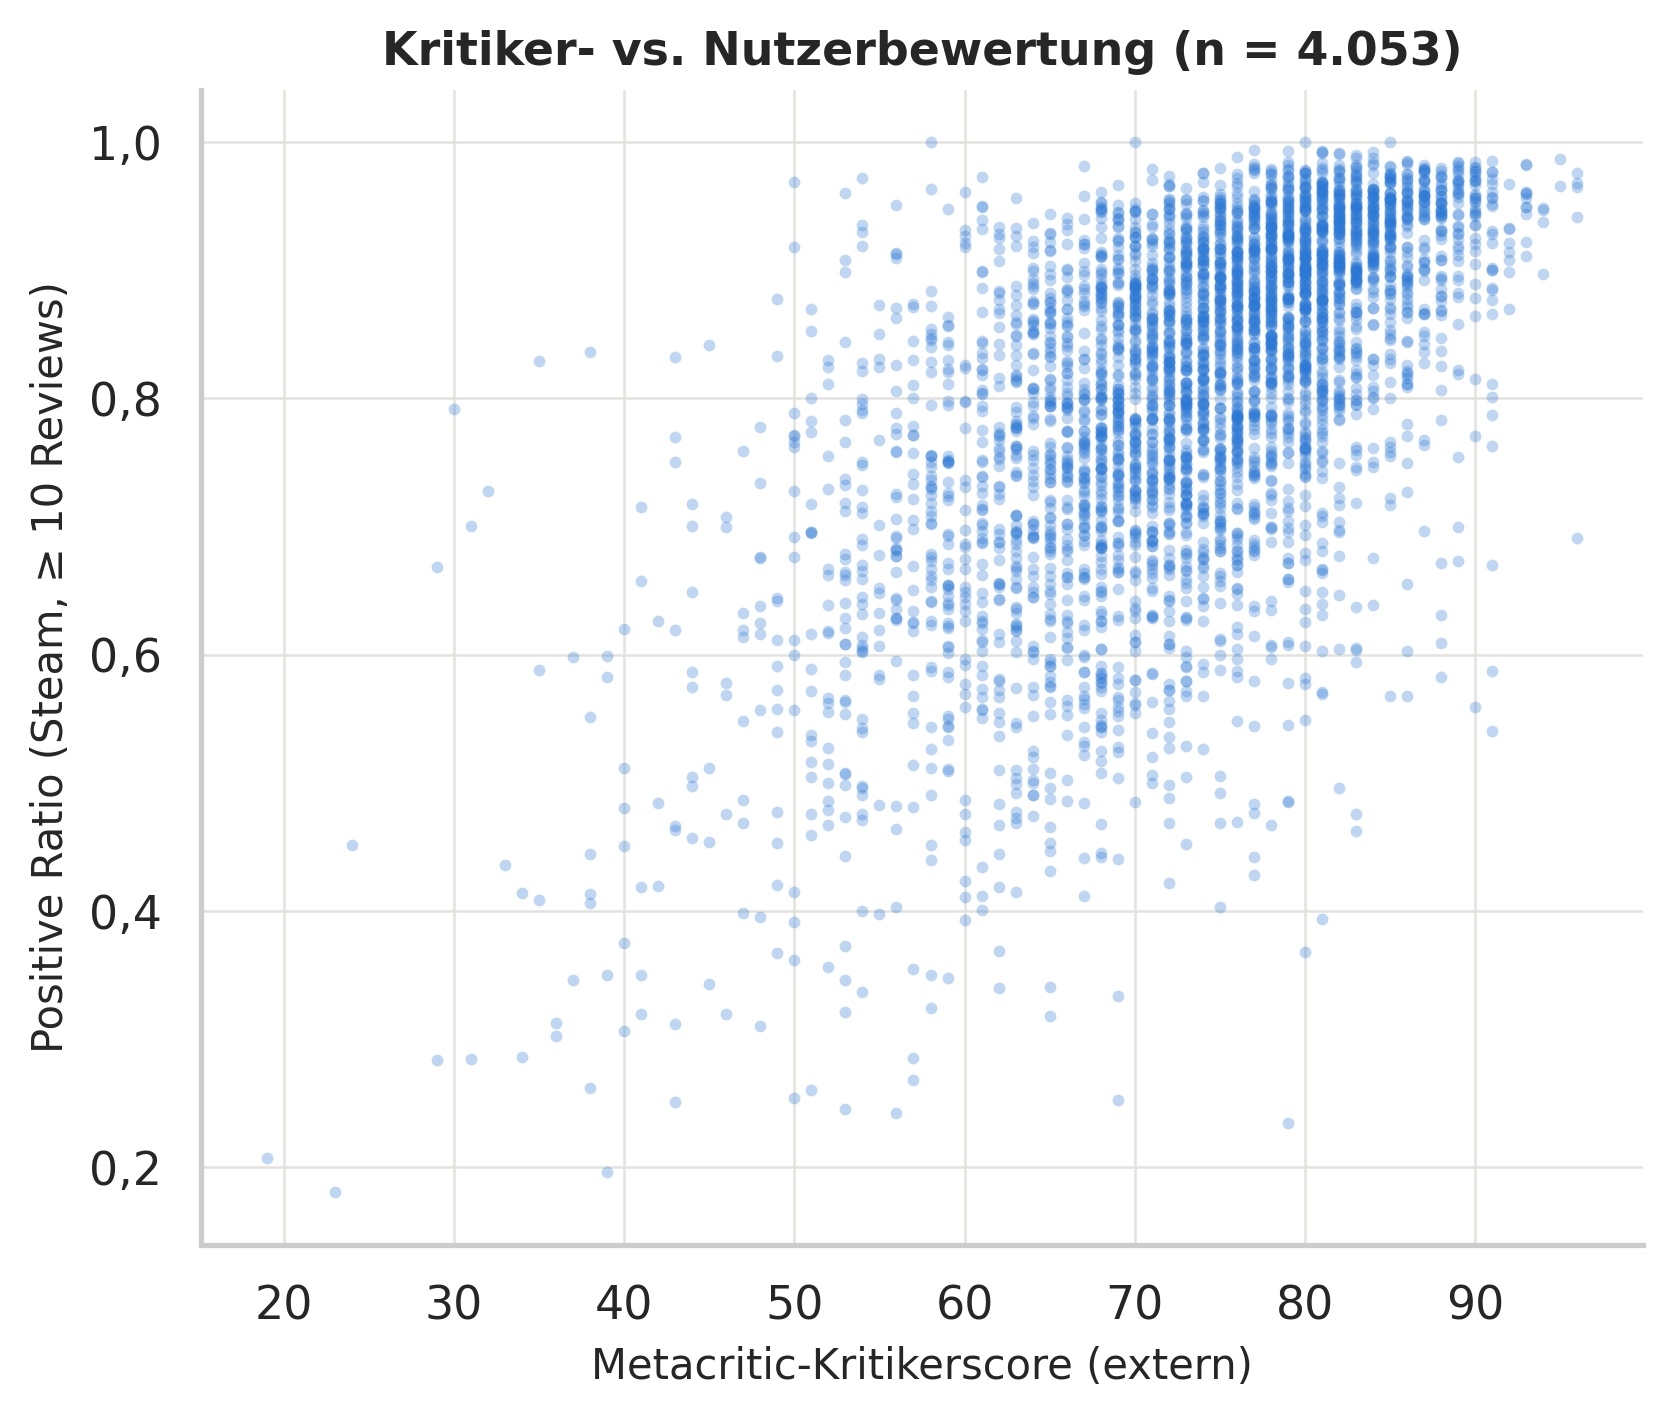 Kritiker- vs. Nutzerbewertung (n = 4.053)
Positive Ratio (Steam, ≥ 10 Reviews)
1,0
0,8
0,6
0,4
0,2
20 30 40 50 60 70 80 90
Metacritic-Kritikerscore (extern)